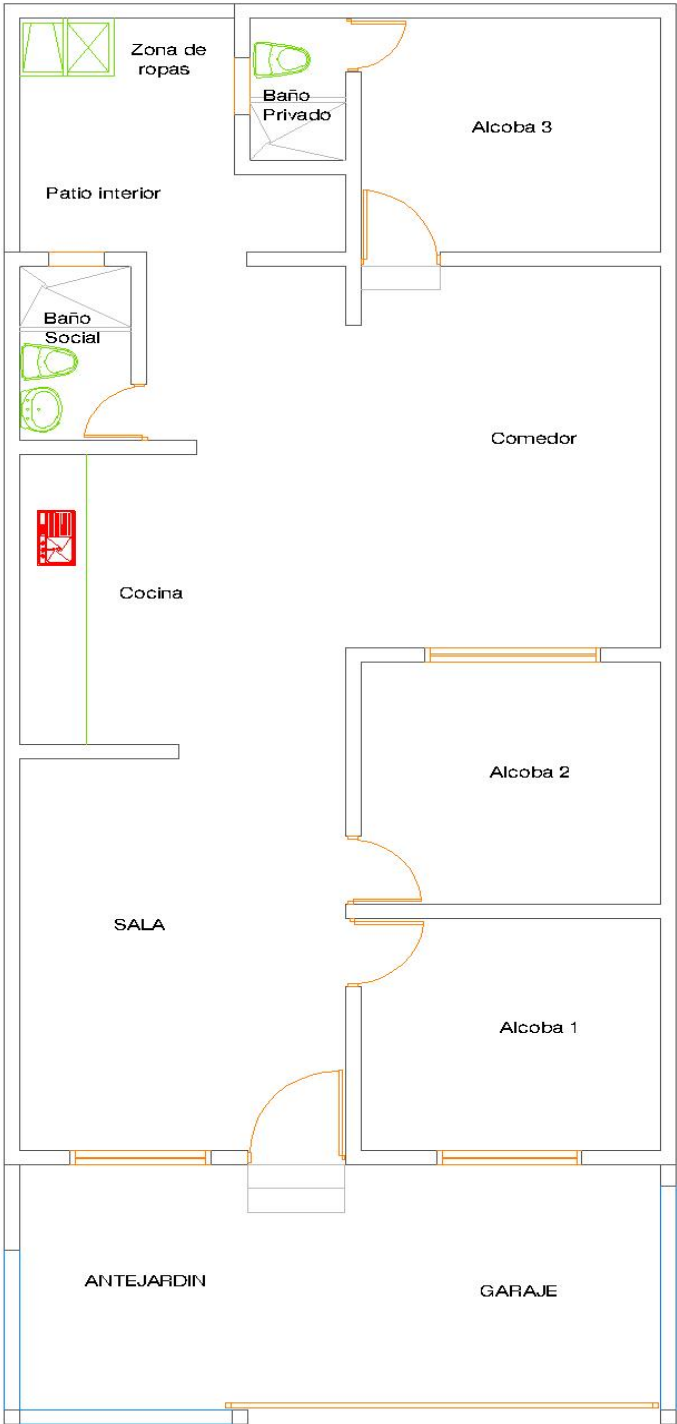 Zona de
ropas
Baño
Privado
Alcoba 3
Patio interior
Baño
Social
Comedor
Cocina
Alcoba 2
SALA
Alcoba 1
ANTEJARDIN
GARAJE